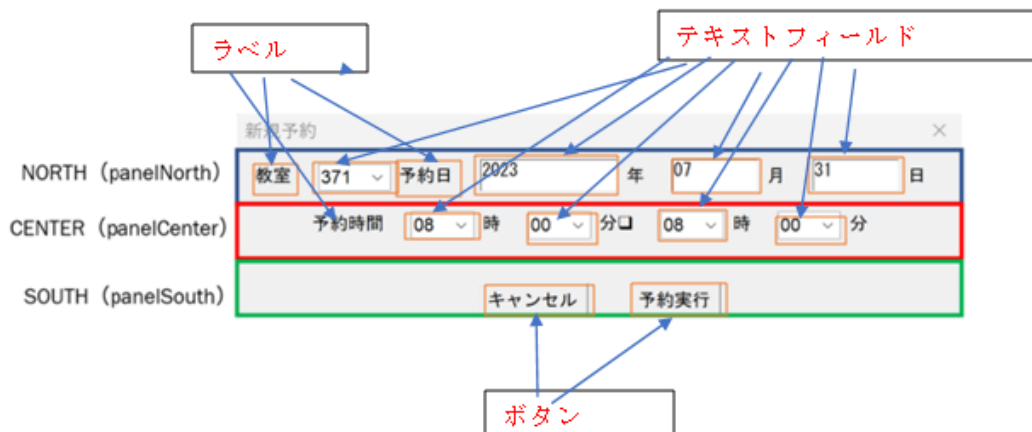 ラベル
テキストフィールド
新規予約
NORTH (panelNorth) 教室 371 予約日 2023 年 07 月 31 日
CENTER (panelCenter) 予約時間 08 時 00 分□ 08 時 00 分
SOUTH (panelSouth) キャンセル 予約実行
ボタン